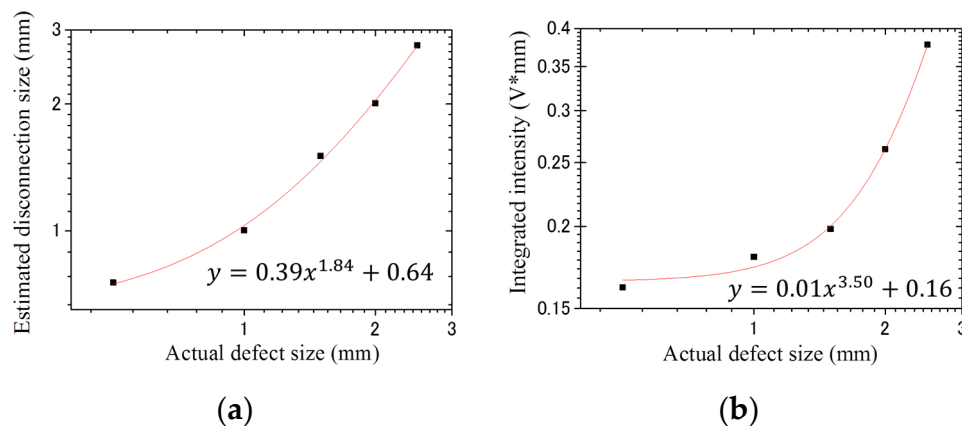 Estimated disconnection size (mm)
3
2
1
1
2
3
Actual defect size (mm)
y = 0.39x^{1.84} + 0.64
(a)
Integrated intensity (V*mm)
0.4
0.35
0.3
0.25
0.2
0.15
1
2
3
Actual defect size (mm)
y = 0.01x^{3.50} + 0.16
(b)